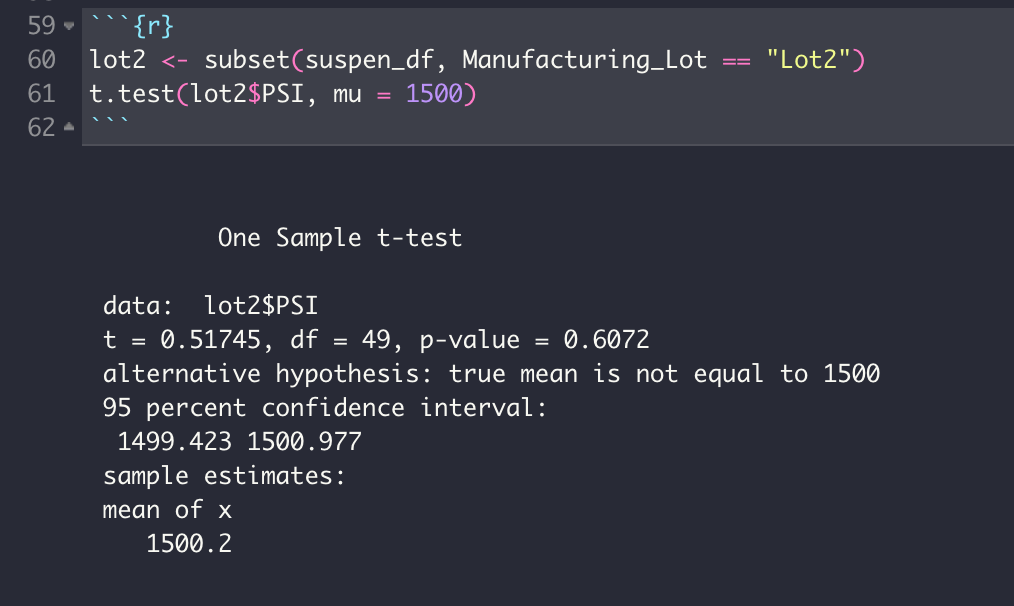 59 ```{r}
60 lot2 <- subset(suspen_df, Manufacturing_Lot == "Lot2")
61 t.test(lot2$PSI, mu = 1500)
62 ```
One Sample t-test
data:  lot2$PSI
t = 0.51745, df = 49, p-value = 0.6072
alternative hypothesis: true mean is not equal to 1500
95 percent confidence interval:
1499.423 1500.977
sample estimates:
mean of x
1500.2